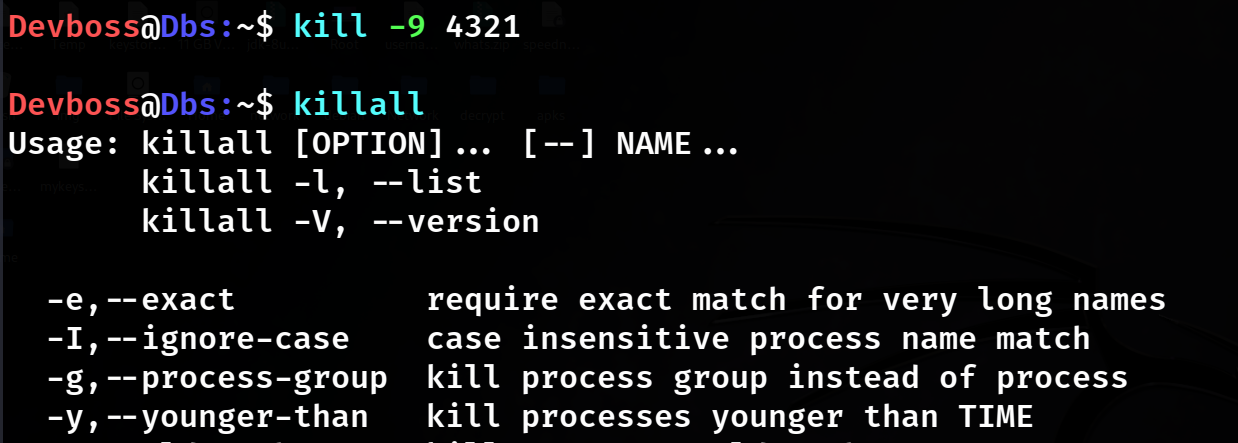 Devboss@Dbs:~$ kill -9 4321
Devboss@Dbs:~$ killall
Usage: killall [OPTION]... [--] NAME...
killall -l, --list
killall -V, --version
-e,--exact require exact match for very long names
-I,--ignore-case case insensitive process name match
-g,--process-group kill process group instead of process
-y,--younger-than kill processes younger than TIME